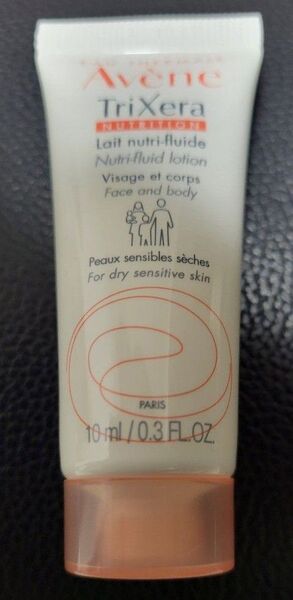 Avène
TriXera
NUTRITION
Lait nutri-fluide
Nutri-fluid lotion
Visage et corps
Face and body
Peaux sensibles sèches
For dry sensitive skin
PARIS
10 ml / 0.3 FL.OZ.